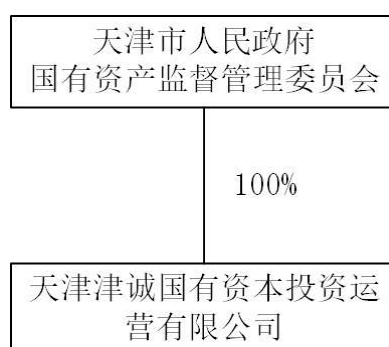 天津市人民政府
国有资产监督管理委员会
100%
天津津诚国有资本投资运
营有限公司